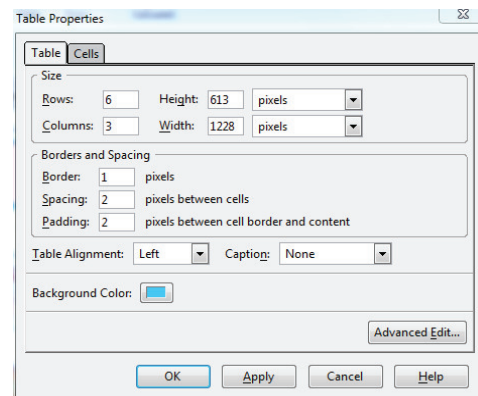 Table Properties
Table Cells
Size
Rows: 6 Height: 613 pixels
Columns: 3 Width: 1228 pixels
Borders and Spacing
Border: 1 pixels
Spacing: 2 pixels between cells
Padding: 2 pixels between cell border and content
Table Alignment: Left Caption: None
Background Color:
Advanced Edit...
OK Apply Cancel Help